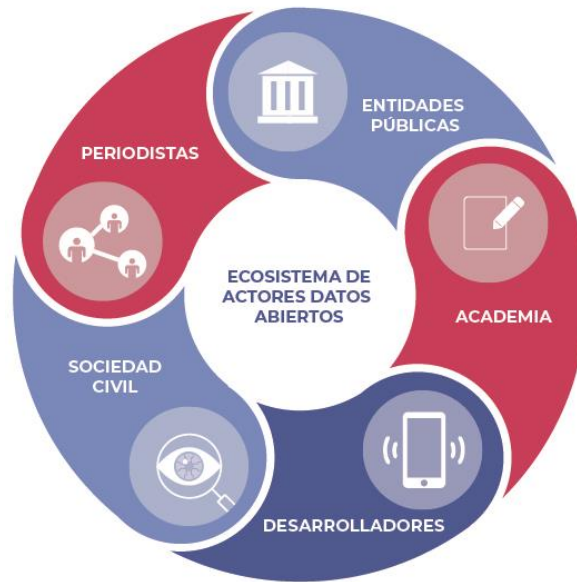 ENTIDADES
PÚBLICAS
PERIODISTAS
ECOSISTEMA DE
ACTORES DATOS
ABIERTOS
ACADEMIA
SOCIEDAD
CIVIL
DESARROLLADORES